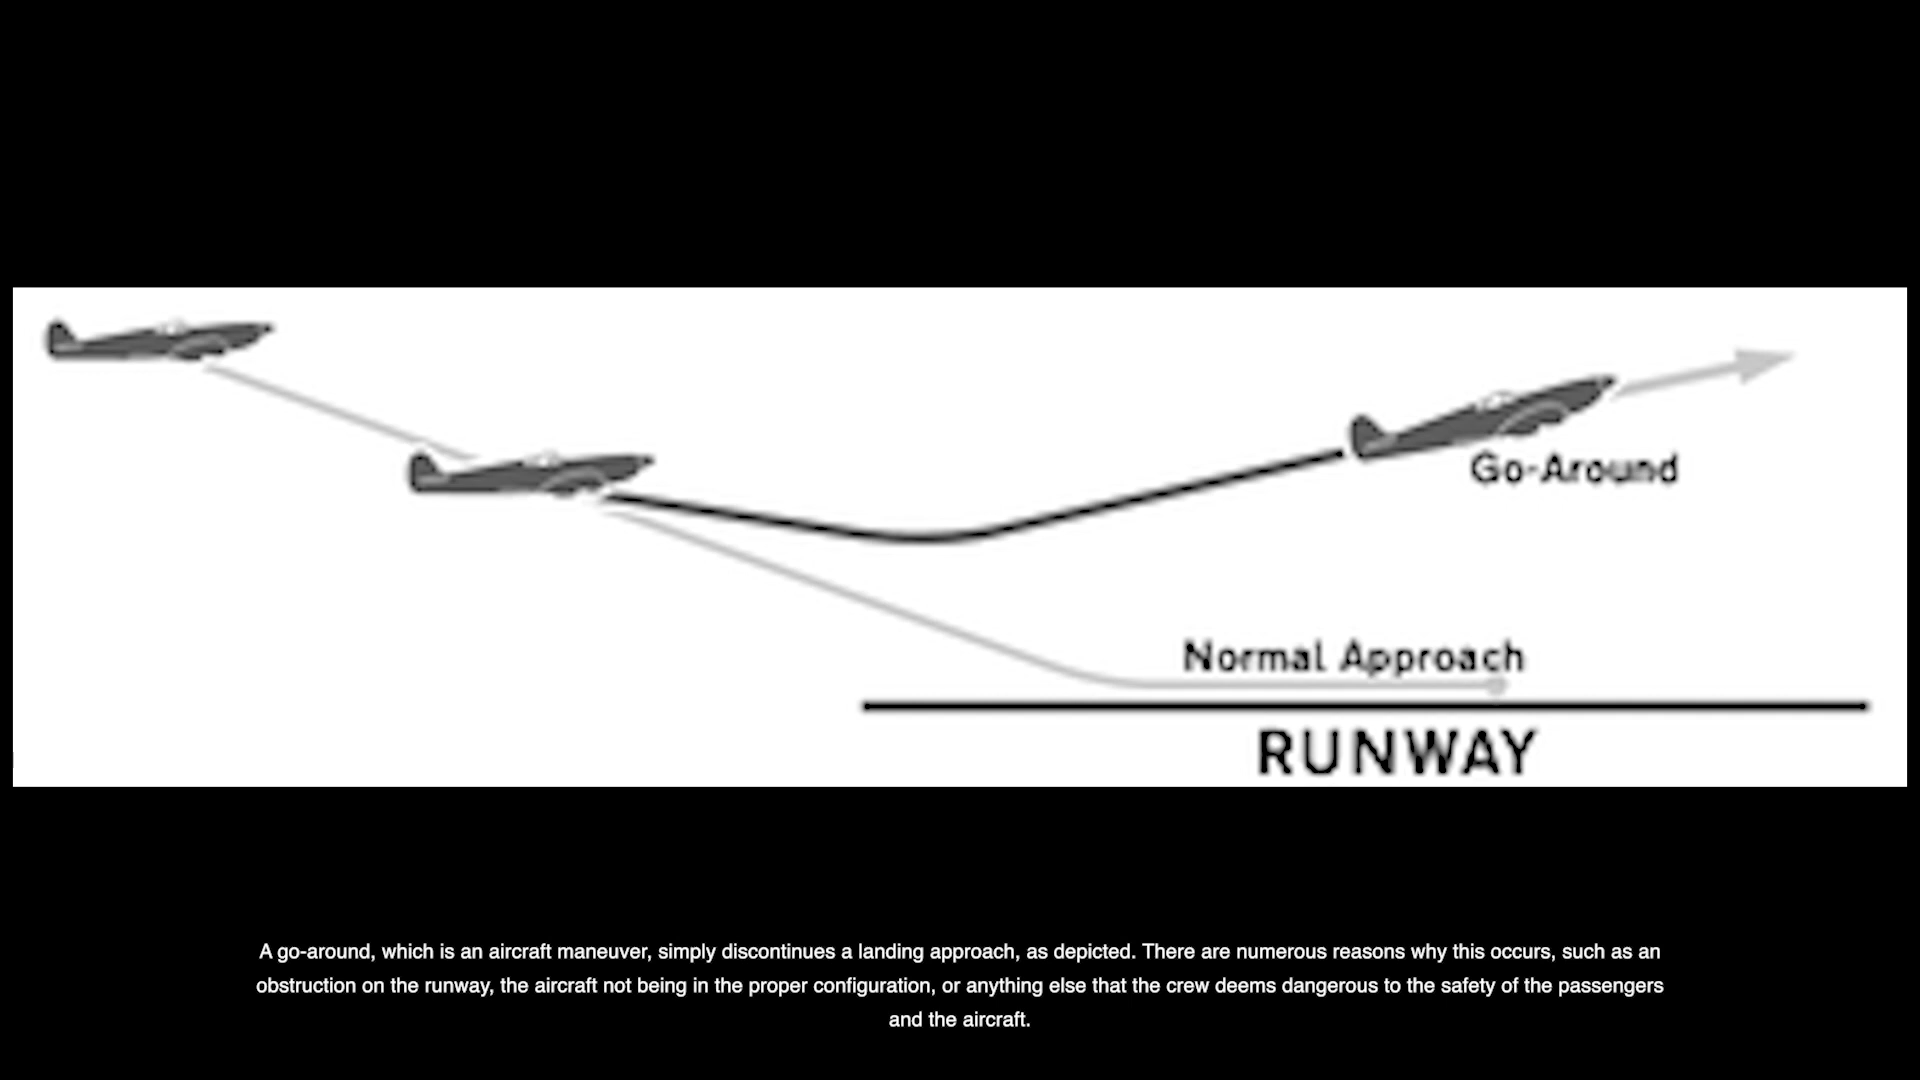 Go-Around
Normal Approach
RUNWAY
A go-around, which is an aircraft maneuver, simply discontinues a landing approach, as depicted. There are numerous reasons why this occurs, such as an
obstruction on the runway, the aircraft not being in the proper configuration, or anything else that the crew deems dangerous to the safety of the passengers
and the aircraft.